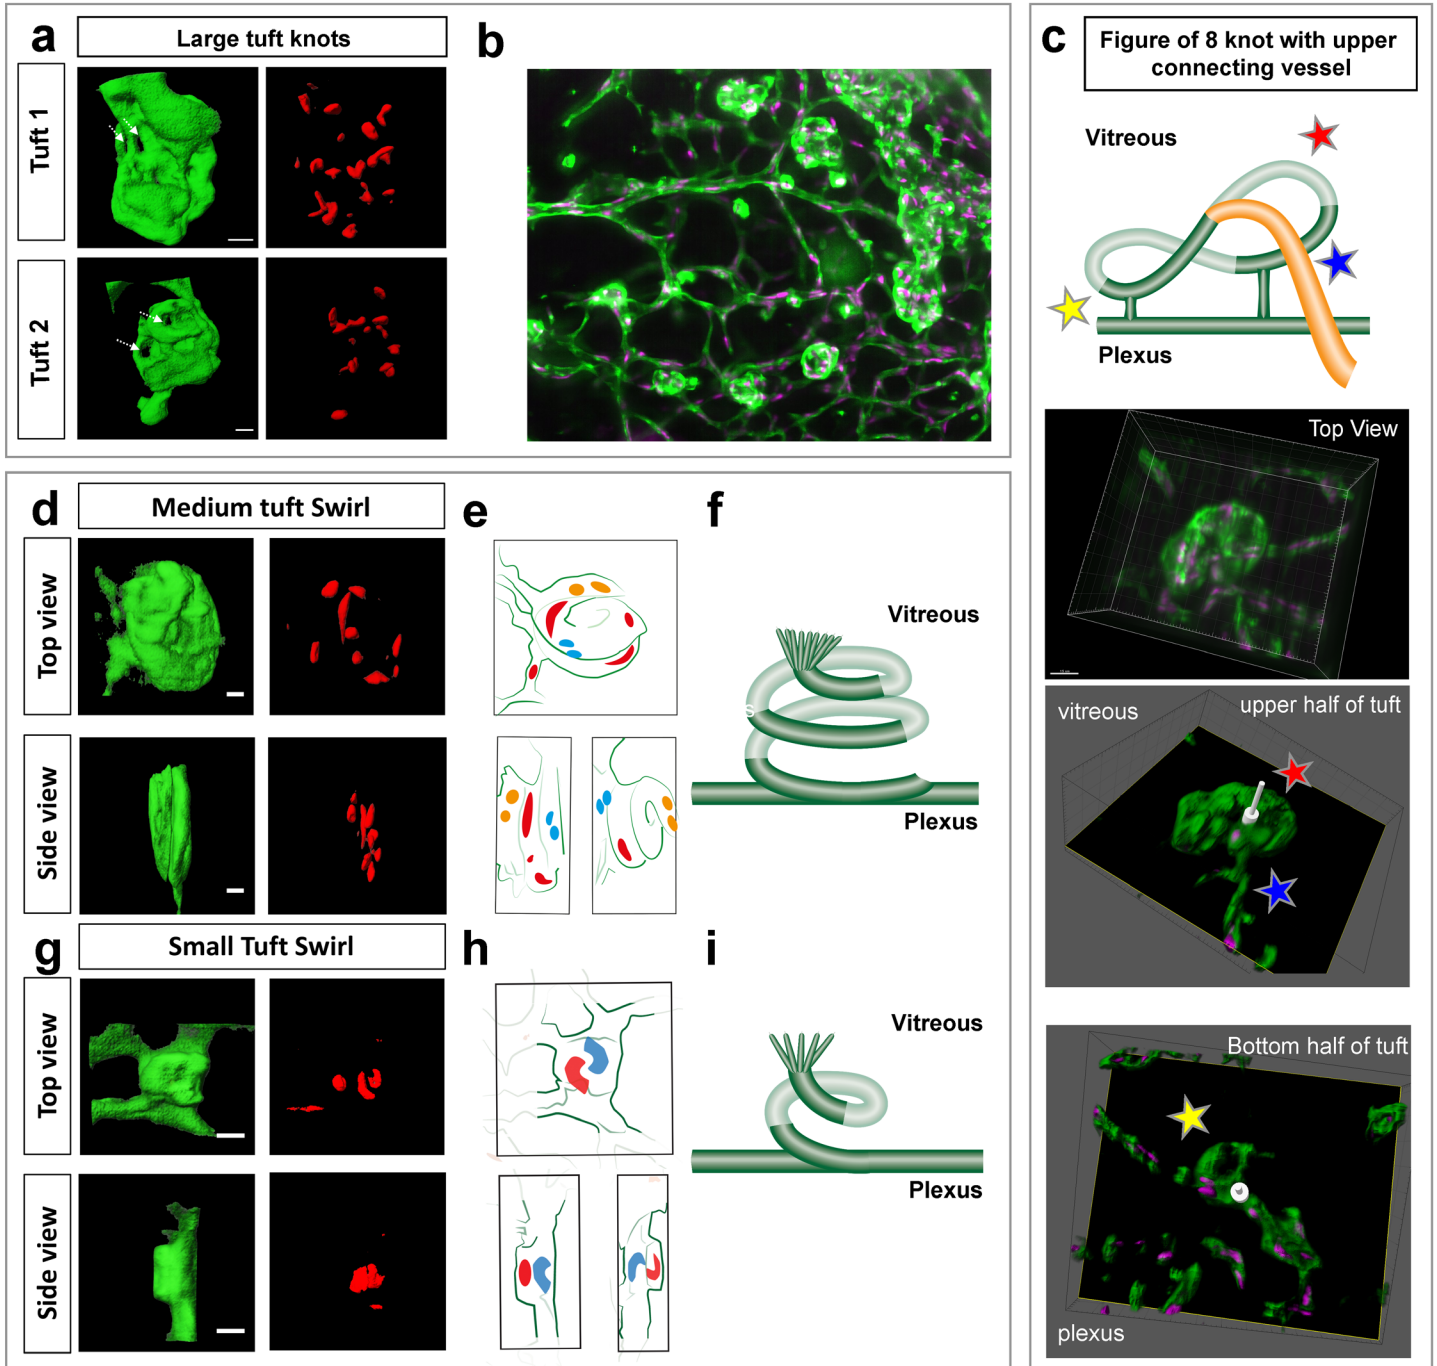 a
Large tuft knots
Tuft 1
Tuft 2
b
c
Figure of 8 knot with upper
connecting vessel
Vitreous
Plexus
Top View
vitreous
upper half of tuft
Bottom half of tuft
plexus
d
Medium tuft Swirl
Top view
Side view
e
f
Vitreous
s
Plexus
g
Small Tuft Swirl
Top view
Side view
h
i
Vitreous
Plexus